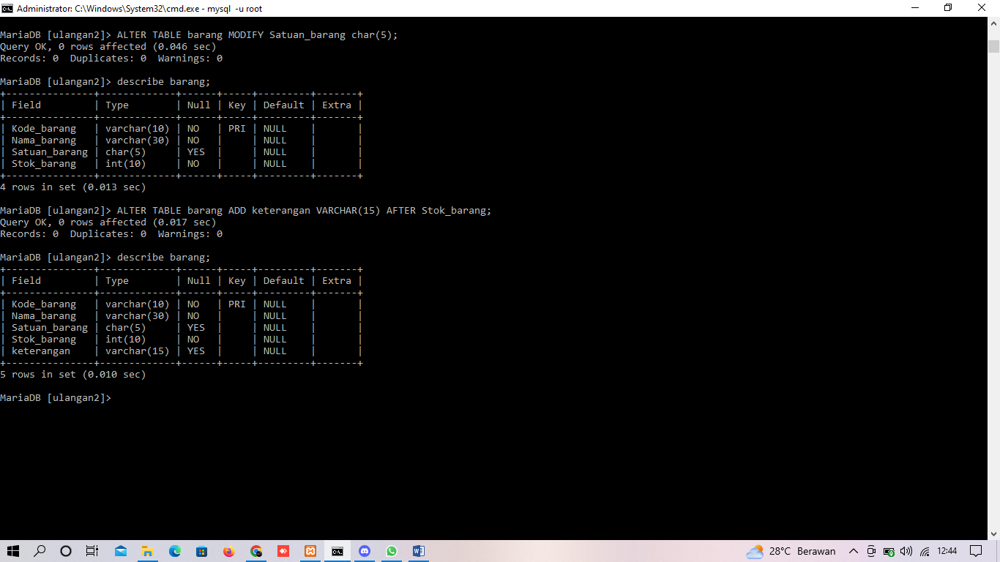 Administrator: C:\Windows\System32\cmd.exe - mysql  -u root
MariaDB [ulangan2]> ALTER TABLE barang MODIFY Satuan_barang char(5);
Query OK, 0 rows affected (0.046 sec)
Records: 0  Duplicates: 0  Warnings: 0
MariaDB [ulangan2]> describe barang;
+---------------+-------------+------+-----+---------+-------+
| Field         | Type        | Null | Key | Default | Extra |
+---------------+-------------+------+-----+---------+-------+
| Kode_barang   | varchar(10) | NO   | PRI | NULL    |       |
| Nama_barang   | varchar(30) | NO   |     | NULL    |       |
| Satuan_barang | char(5)     | YES  |     | NULL    |       |
| Stok_barang   | int(10)     | NO   |     | NULL    |       |
+---------------+-------------+------+-----+---------+-------+
4 rows in set (0.013 sec)
MariaDB [ulangan2]> ALTER TABLE barang ADD keterangan VARCHAR(15) AFTER Stok_barang;
Query OK, 0 rows affected (0.017 sec)
Records: 0  Duplicates: 0  Warnings: 0
MariaDB [ulangan2]> describe barang;
+---------------+-------------+------+-----+---------+-------+
| Field         | Type        | Null | Key | Default | Extra |
+---------------+-------------+------+-----+---------+-------+
| Kode_barang   | varchar(10) | NO   | PRI | NULL    |       |
| Nama_barang   | varchar(30) | NO   |     | NULL    |       |
| Satuan_barang | char(5)     | YES  |     | NULL    |       |
| Stok_barang   | int(10)     | NO   |     | NULL    |       |
| keterangan    | varchar(15) | YES  |     | NULL    |       |
+---------------+-------------+------+-----+---------+-------+
5 rows in set (0.010 sec)
MariaDB [ulangan2]>
28°C Berawan 12:44